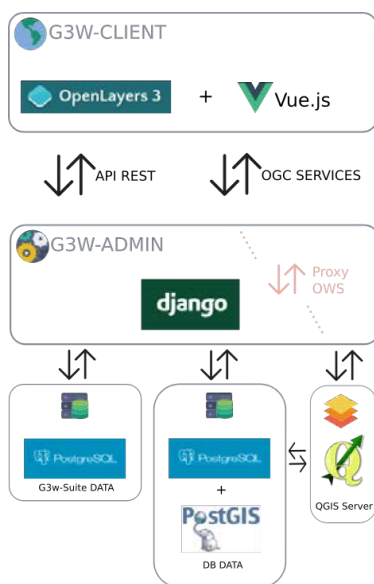 G3W-CLIENT
OpenLayers 3 + Vue.js
API REST
OGC SERVICES
G3W-ADMIN
Proxy
OWS
django
PostgreSQL
G3w-Suite DATA
PostgreSQL
+
PostGIS
DB DATA
QGIS Server